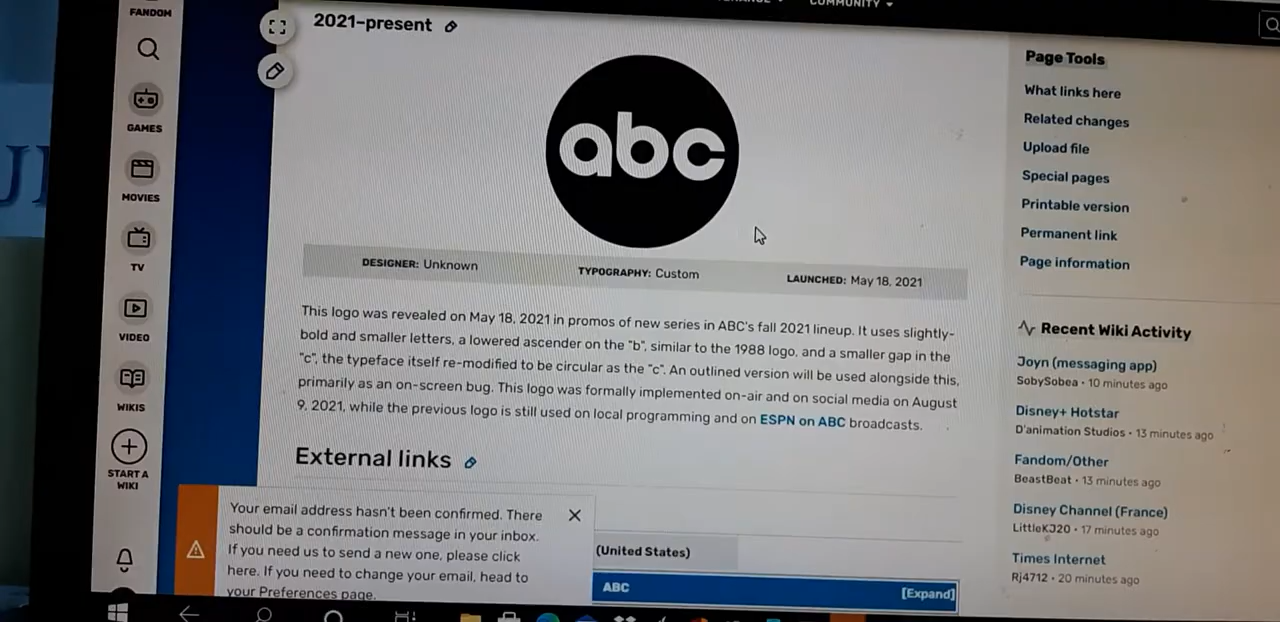 COMMUNITY
FANDOM
GAMES
MOVIES
TV
VIDEO
WIKIS
START A
WIKI
2021–present
abc
DESIGNER: Unknown
TYPOGRAPHY: Custom
LAUNCHED: May 18, 2021
This logo was revealed on May 18, 2021 in promos of new series in ABC's fall 2021 lineup. It uses slightly-
bold and smaller letters, a lowered ascender on the "b", similar to the 1988 logo, and a smaller gap in the
"c", the typeface itself re-modified to be circular as the "c". An outlined version will be used alongside this,
primarily as an on-screen bug. This logo was formally implemented on-air and on social media on August
9, 2021, while the previous logo is still used on local programming and on ESPN on ABC broadcasts.
External links
Your email address hasn't been confirmed. There
should be a confirmation message in your inbox.
If you need us to send a new one, please click
here. If you need to change your email, head to
your Preferences page.
(United States)
ABC
[Expand]
Page Tools
What links here
Related changes
Upload file
Special pages
Printable version
Permanent link
Page information
Recent Wiki Activity
Joyn (messaging app)
SobySobea • 10 minutes ago
Disney+ Hotstar
D'animation Studios • 13 minutes ago
Fandom/Other
BeastBeat • 13 minutes ago
Disney Channel (France)
LittleKJ20 • 17 minutes ago
Times Internet
Rj4712 • 20 minutes ago